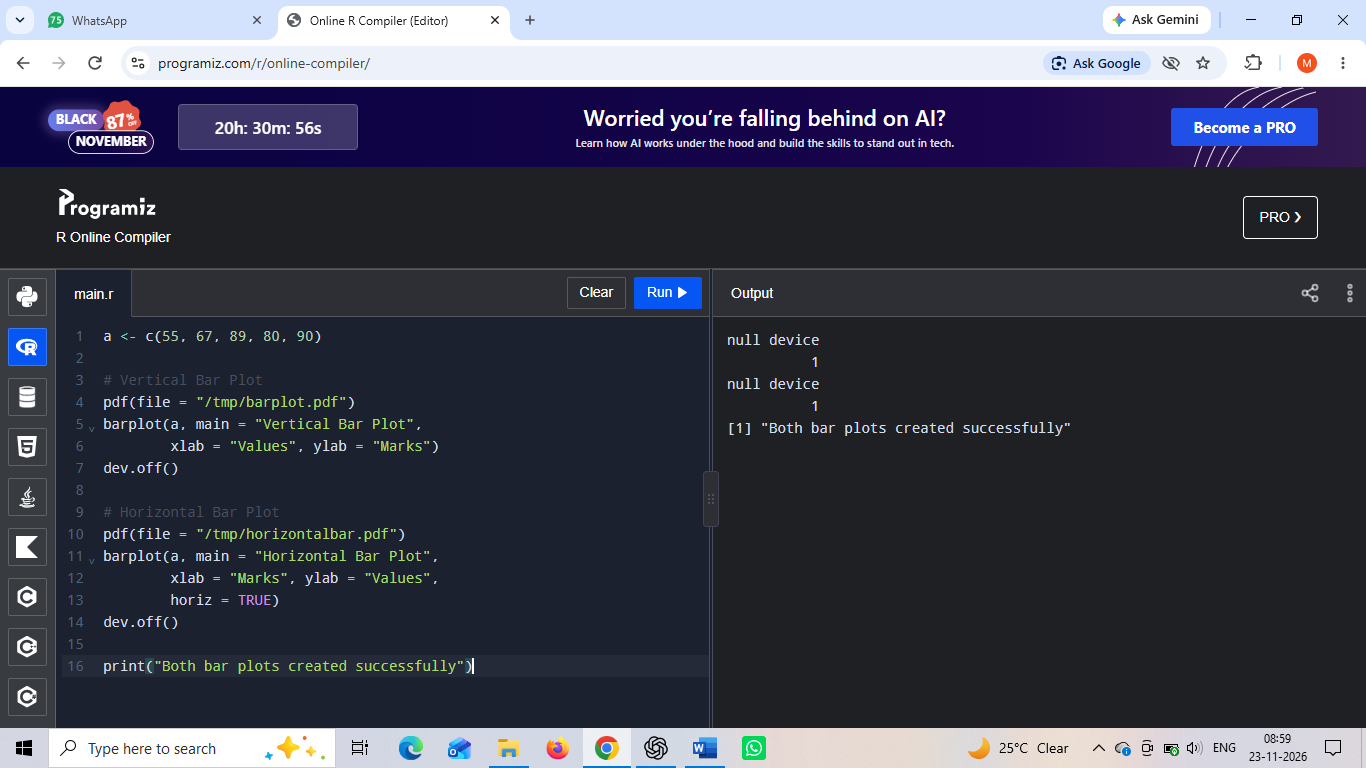 75
WhatsApp
Online R Compiler (Editor)
Ask Gemini
programiz.com/r/online-compiler/
Ask Google
M
BLACK
87% OFF
NOVEMBER
20h: 30m: 56s
Worried you’re falling behind on AI?
Learn how AI works under the hood and build the skills to stand out in tech.
Become a PRO
Programiz
R Online Compiler
PRO ❯
main.r
Clear
Run
Output
1 a <- c(55, 67, 89, 80, 90)
2
3 # Vertical Bar Plot
4 pdf(file = "/tmp/barplot.pdf")
5 barplot(a, main = "Vertical Bar Plot",
6 xlab = "Values", ylab = "Marks")
7 dev.off()
8
9 # Horizontal Bar Plot
10 pdf(file = "/tmp/horizontalbar.pdf")
11 barplot(a, main = "Horizontal Bar Plot",
12 xlab = "Marks", ylab = "Values",
13 horiz = TRUE)
14 dev.off()
15
16 print("Both bar plots created successfully")
null device
1
null device
1
[1] "Both bar plots created successfully"
Type here to search
25°C Clear
ENG
08:59
23-11-2026